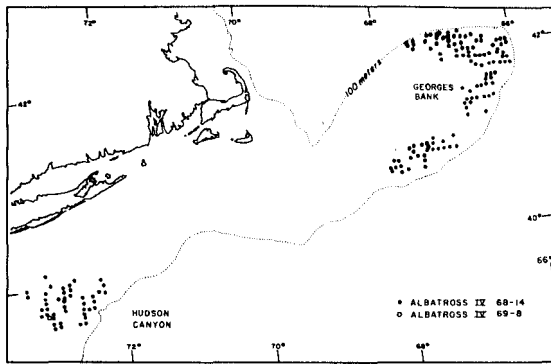 72°
70°
68°
66°
42°
42°
100 meters
GEORGES
BANK
40°
66°
HUDSON
CANYON
• ALBATROSS IV 68-14
○ ALBATROSS IV 69-8
72°
70°
68°